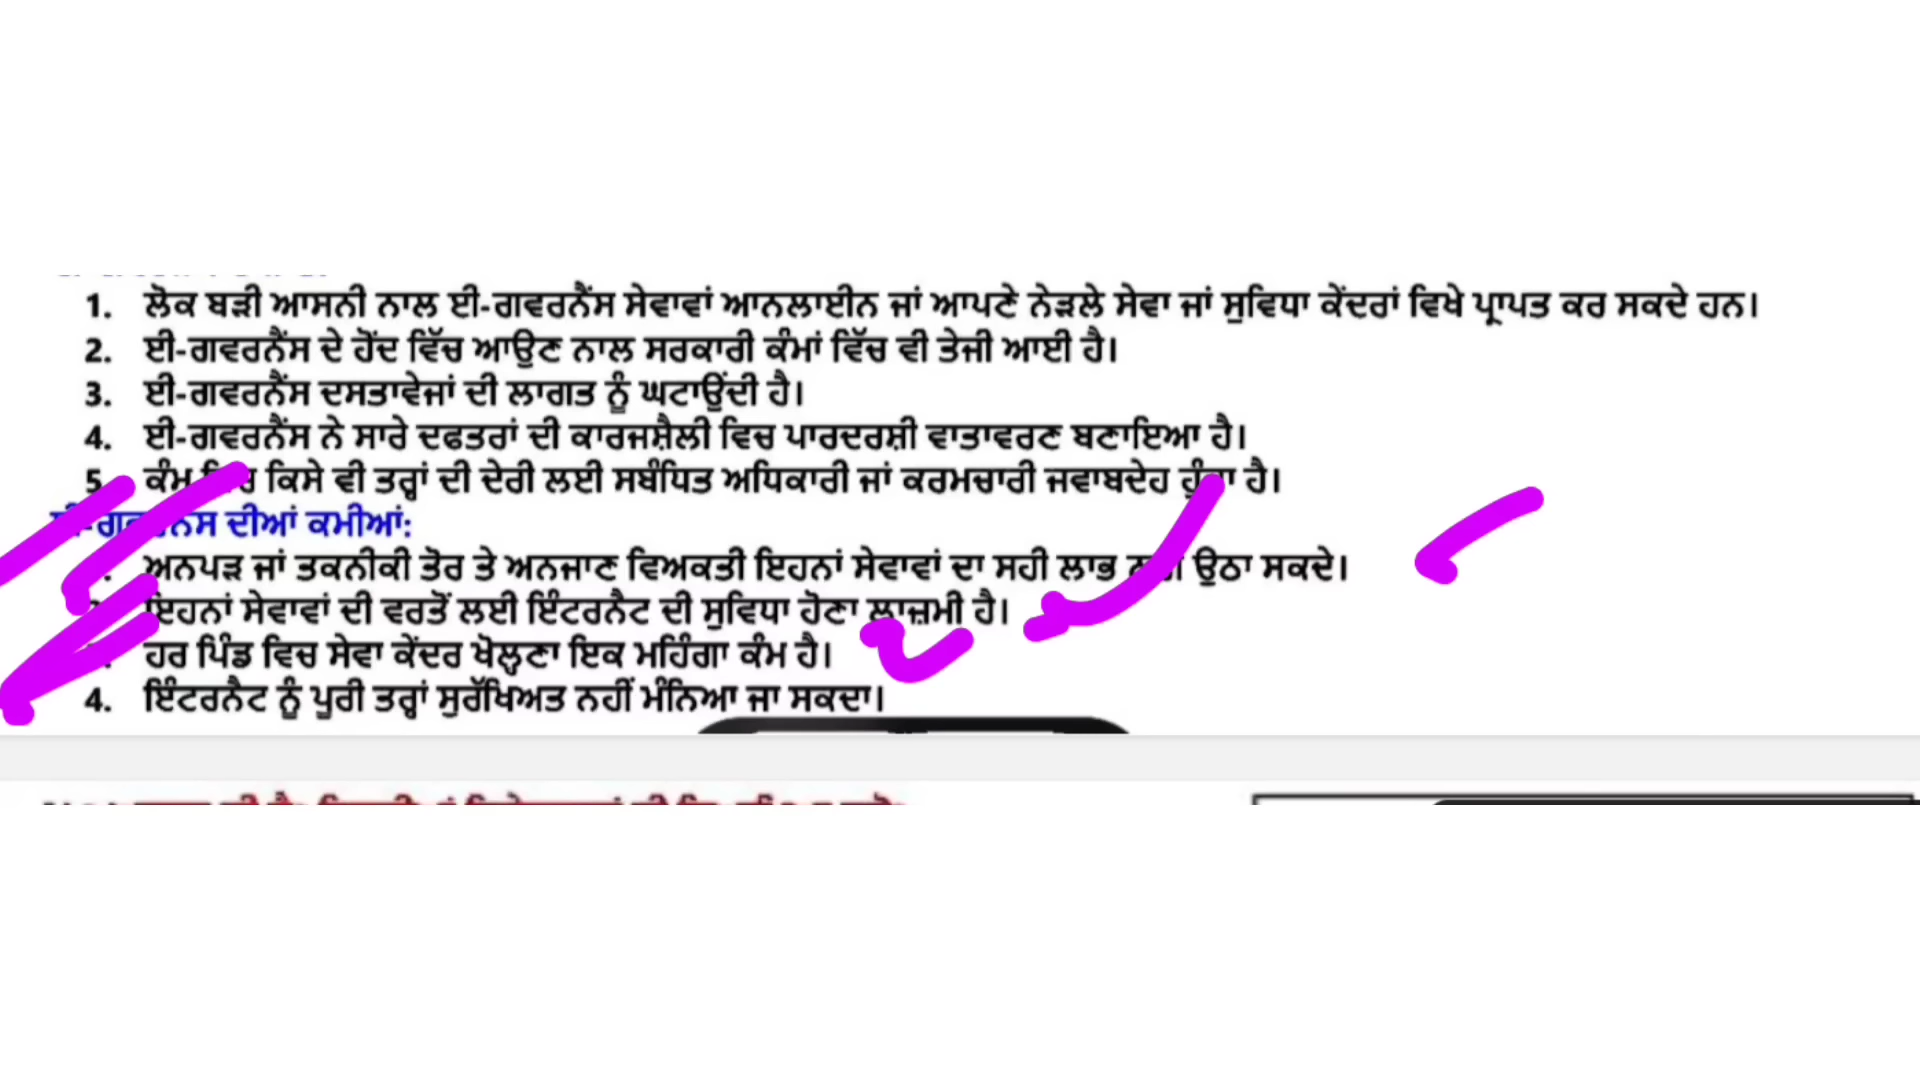 1. ਲੋਕ ਬੜੀ ਆਸਨੀ ਨਾਲ ਈ-ਗਵਰਨੈਂਸ ਸੇਵਾਵਾਂ ਆਨਲਾਈਨ ਜਾਂ ਆਪਣੇ ਨੇੜਲੇ ਸੇਵਾ ਜਾਂ ਸੁਵਿਧਾ ਕੇਂਦਰਾਂ ਵਿਖੇ ਪ੍ਰਾਪਤ ਕਰ ਸਕਦੇ ਹਨ।
2. ਈ-ਗਵਰਨੈਂਸ ਦੇ ਹੋਂਦ ਵਿੱਚ ਆਉਣ ਨਾਲ ਸਰਕਾਰੀ ਕੰਮਾਂ ਵਿੱਚ ਵੀ ਤੇਜੀ ਆਈ ਹੈ।
3. ਈ-ਗਵਰਨੈਂਸ ਦਸਤਾਵੇਜਾਂ ਦੀ ਲਾਗਤ ਨੂੰ ਘਟਾਉਂਦੀ ਹੈ।
4. ਈ-ਗਵਰਨੈਂਸ ਨੇ ਸਾਰੇ ਦਫਤਰਾਂ ਦੀ ਕਾਰਜਸ਼ੈਲੀ ਵਿਚ ਪਾਰਦਰਸ਼ੀ ਵਾਤਾਵਰਣ ਬਣਾਇਆ ਹੈ।
5. ਕੰਮ ਵਿਚ ਕਿਸੇ ਵੀ ਤਰ੍ਹਾਂ ਦੀ ਦੇਰੀ ਲਈ ਸਬੰਧਿਤ ਅਧਿਕਾਰੀ ਜਾਂ ਕਰਮਚਾਰੀ ਜਵਾਬਦੇਹ ਹੁੰਦਾ ਹੈ।
ਈ-ਗਵਰਨੈਂਸ ਦੀਆਂ ਕਮੀਆਂ:
ਅਨਪੜ ਜਾਂ ਤਕਨੀਕੀ ਤੋਰ ਤੇ ਅਨਜਾਣ ਵਿਅਕਤੀ ਇਹਨਾਂ ਸੇਵਾਵਾਂ ਦਾ ਸਹੀ ਲਾਭ ਨਹੀਂ ਉਠਾ ਸਕਦੇ।
ਇਹਨਾਂ ਸੇਵਾਵਾਂ ਦੀ ਵਰਤੋਂ ਲਈ ਇੰਟਰਨੈਟ ਦੀ ਸੁਵਿਧਾ ਹੋਣਾ ਲਾਜ਼ਮੀ ਹੈ।
ਹਰ ਪਿੰਡ ਵਿਚ ਸੇਵਾ ਕੇਂਦਰ ਖੋਲ੍ਹਣਾ ਇਕ ਮਹਿੰਗਾ ਕੰਮ ਹੈ।
4. ਇੰਟਰਨੈਟ ਨੂੰ ਪੂਰੀ ਤਰ੍ਹਾਂ ਸੁਰੱਖਿਅਤ ਨਹੀਂ ਮੰਨਿਆ ਜਾ ਸਕਦਾ।